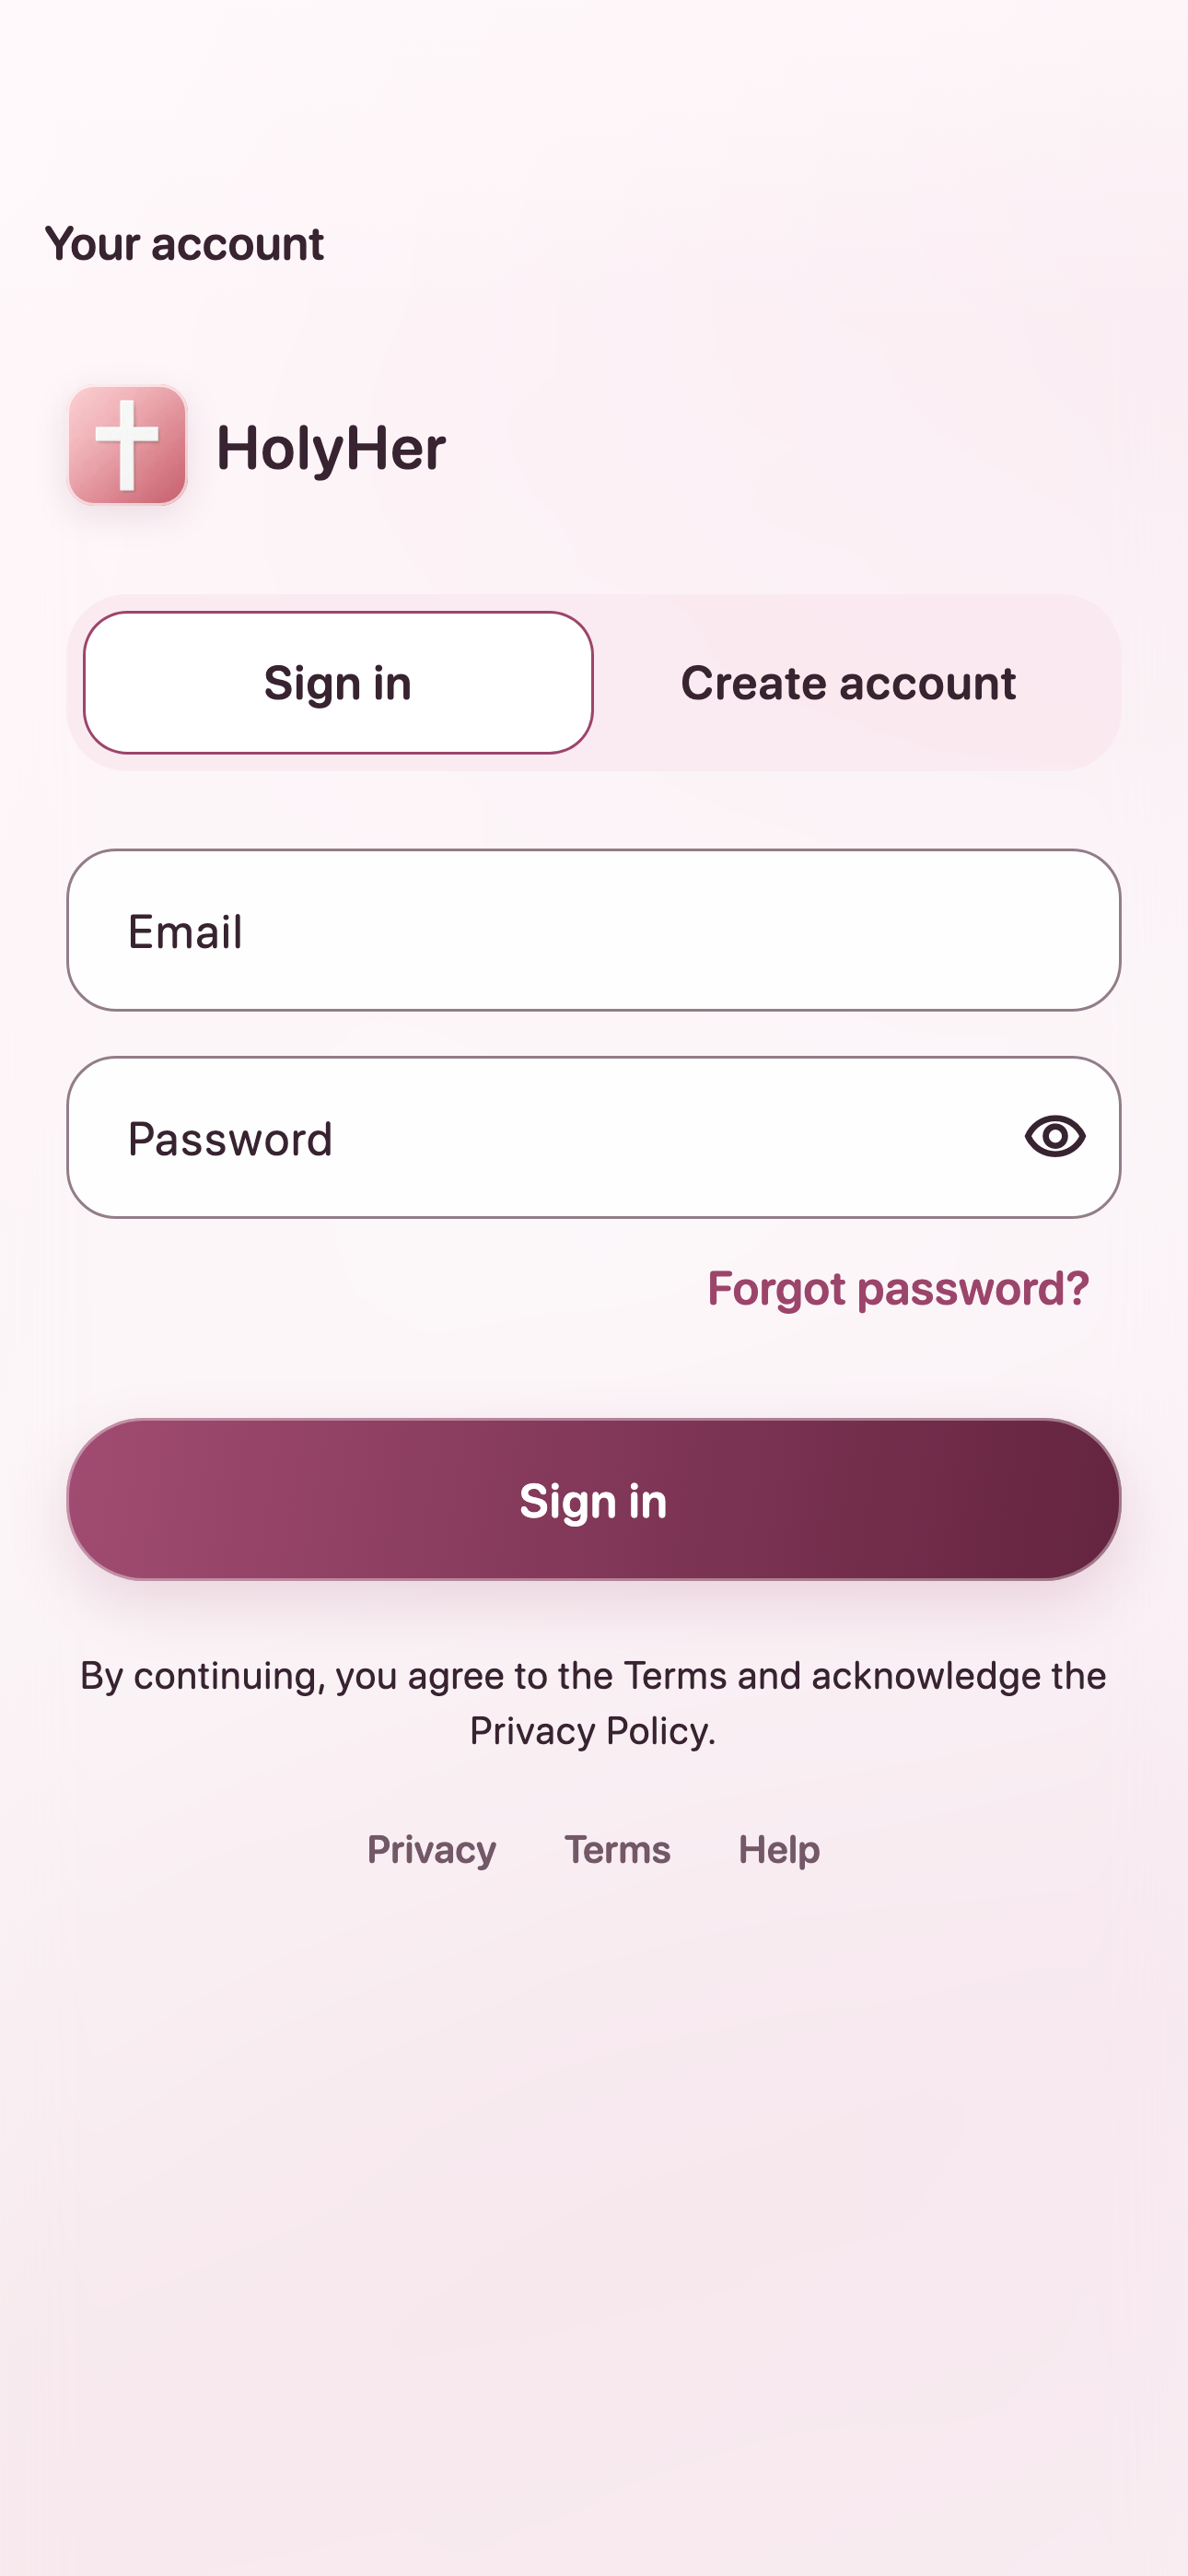 Your account
HolyHer
Sign in
Create account
Email
Password
Forgot password?
Sign in
By continuing, you agree to the Terms and acknowledge the
Privacy Policy.
Privacy Terms Help